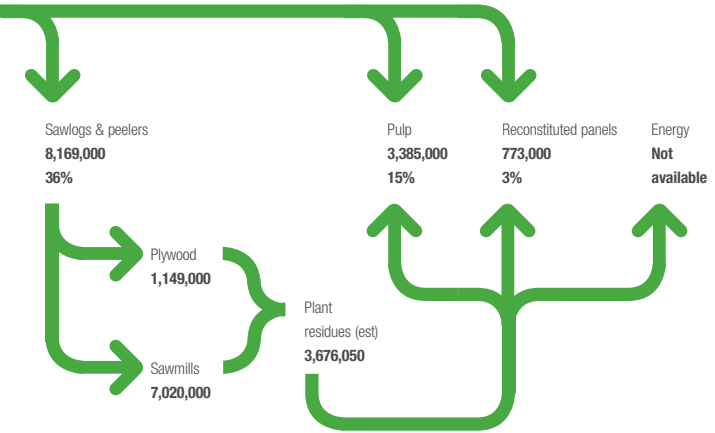 Sawlogs & peelers
8,169,000
36%
Pulp
3,385,000
15%
Reconstituted panels
773,000
3%
Energy
Not
available
Plywood
1,149,000
Plant
residues (est)
3,676,050
Sawmills
7,020,000